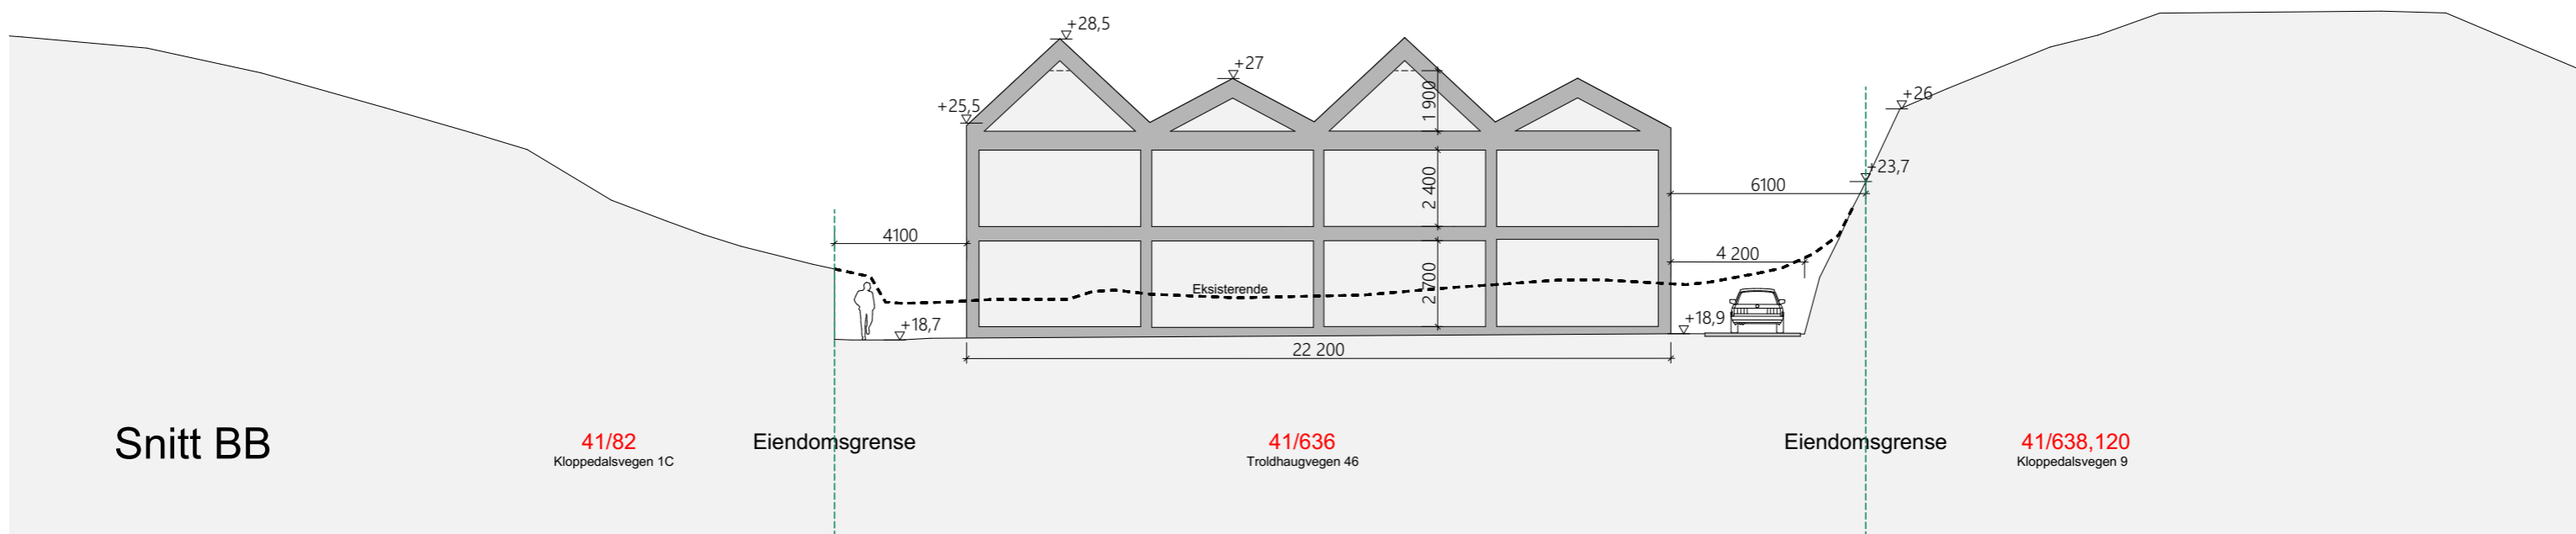 +28,5
+27
+25,5
1 900
+26
+23,7
2 400
6100
4100
4 200
2 700
Eksisterende
+18,7
+18,9
22 200
Snitt BB
41/82
Kloppedalsvegen 1C
Eiendomsgrense
41/636
Troldhaugvegen 46
Eiendomsgrense
41/638,120
Kloppedalsvegen 9